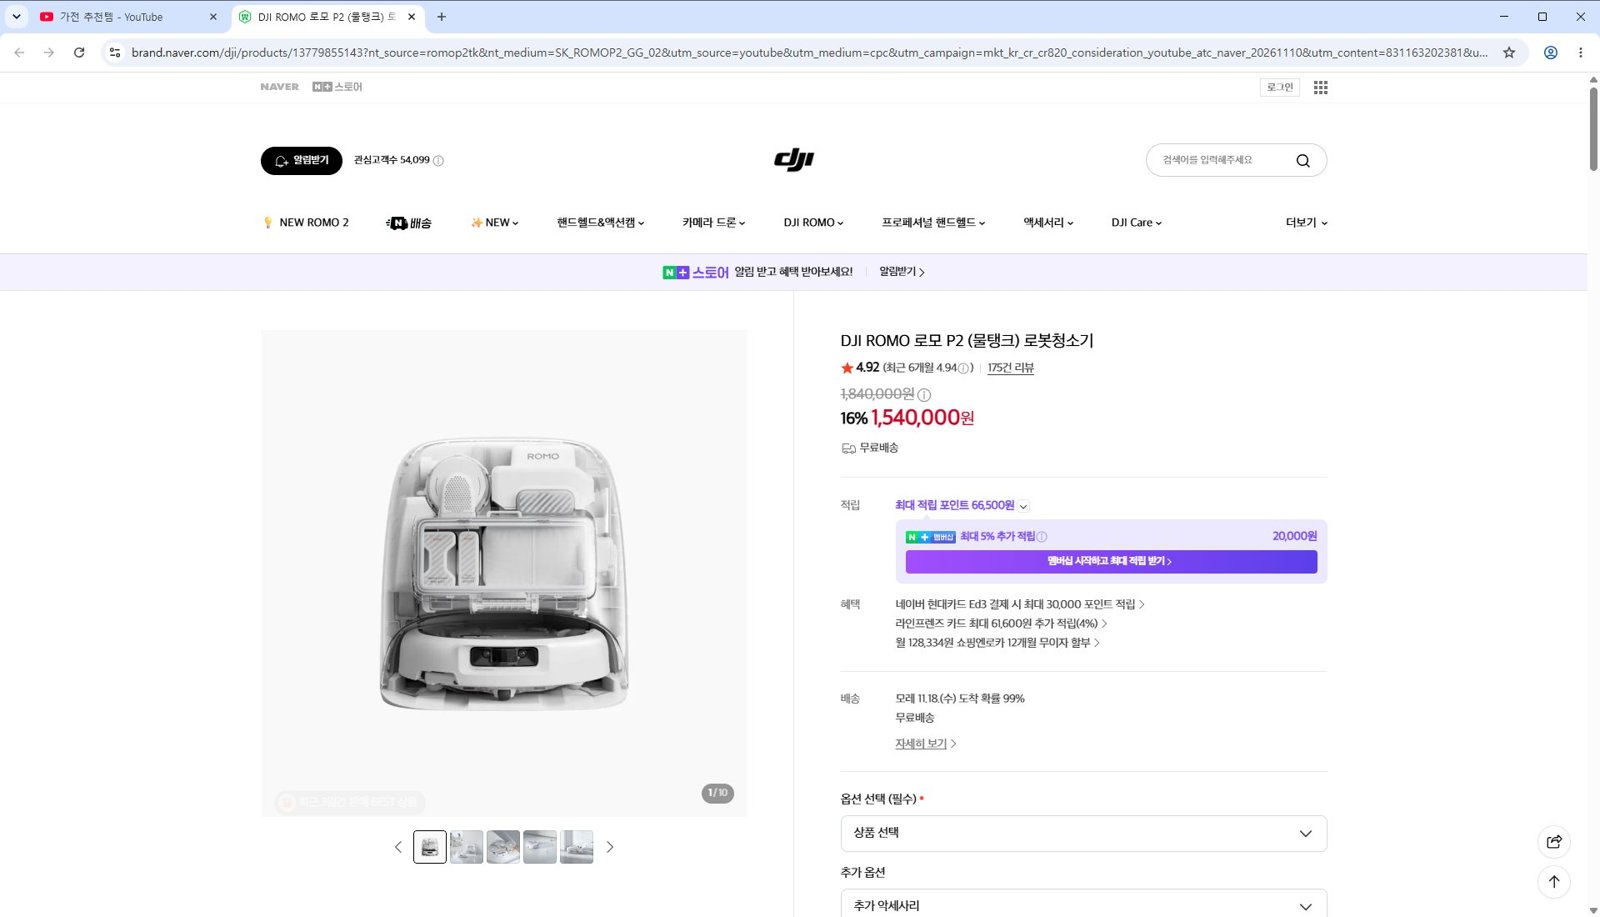 가전 추천템 - YouTube
DJI ROMO 로모 P2 (물탱크) 로
brand.naver.com/dji/products/13779855143?nt_source=romop2tk&nt_medium=SK_ROMOP2_GG_02&utm_source=youtube&utm_medium=cpc&utm_campaign=mkt_kr_cr_cr820_consideration_youtube_atc_naver_20261110&utm_content=831163202381&u...
NAVER N+스토어
로그인
알림받기 관심고객수 54,099
dji
검색어를 입력해주세요
NEW ROMO 2 N배송 NEW 핸드헬드&액션캠 카메라 드론 DJI ROMO 프로페셔널 핸드헬드 액세서리 DJI Care 더보기
N+스토어 알림 받고 혜택 받아보세요! 알림받기
ROMO
최근 3일간 판매 BEST 상품
1/10
DJI ROMO 로모 P2 (물탱크) 로봇청소기
4.92 (최근 6개월 4.94) 175건 리뷰
1,840,000원
16% 1,540,000원
무료배송
적립 최대 적립 포인트 66,500원
N+멤버십 최대 5% 추가 적립 20,000원
멤버십 시작하고 최대 적립 받기
혜택 네이버 현대카드 Ed3 결제 시 최대 30,000 포인트 적립
라인프렌즈 카드 최대 61,600원 추가 적립(4%)
월 128,334원 쇼핑엔로카 12개월 무이자 할부
배송 모레 11.18.(수) 도착 확률 99%
무료배송
자세히 보기
옵션 선택 (필수)
상품 선택
추가 옵션
추가 악세사리